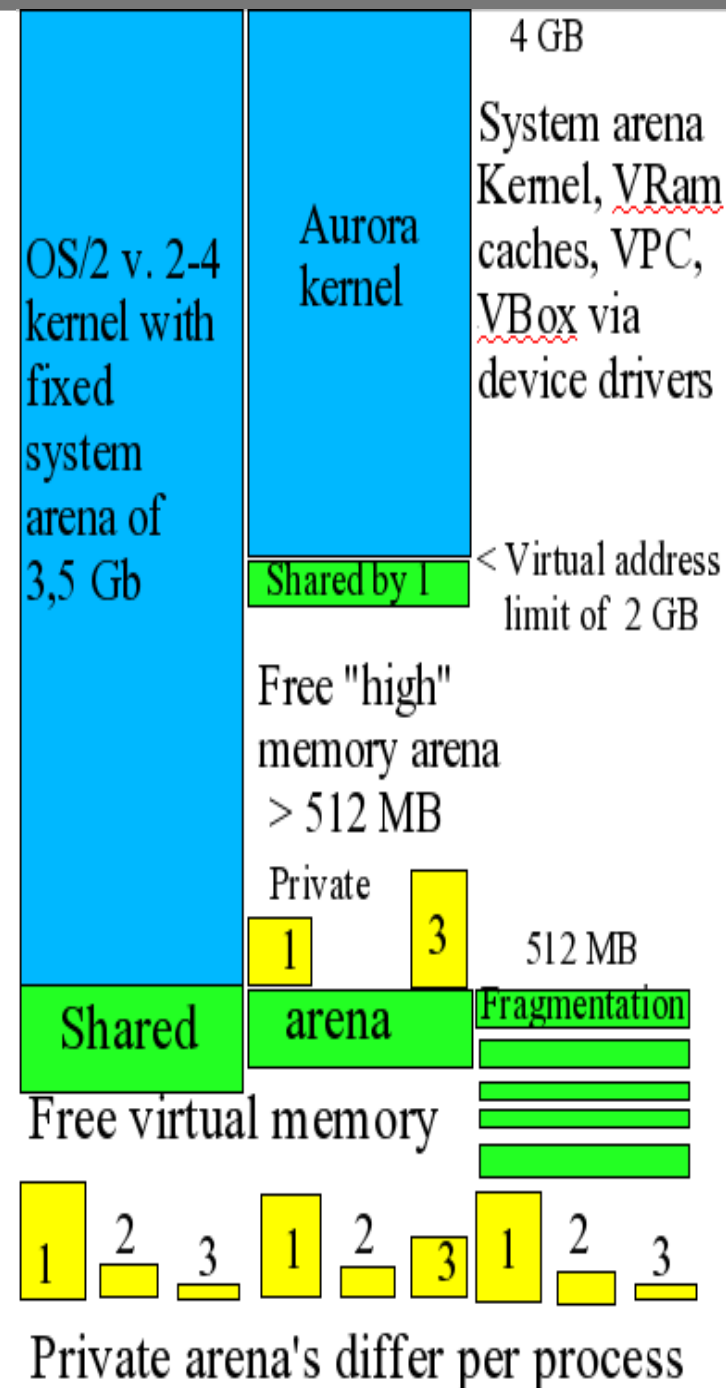 OS/2 v. 2-4
kernel with
fixed
system
arena of
3,5 Gb
Aurora
kernel
4 GB
System arena
Kernel, VRam
caches, VPC,
VBox via
device drivers
Shared by 1
< Virtual address
limit of 2 GB
Free "high"
memory arena
> 512 MB
Private
1
3
512 MB
Shared
arena
Fragmentation
Free virtual memory
1
2
3
1
2
3
1
2
3
Private arena's differ per process